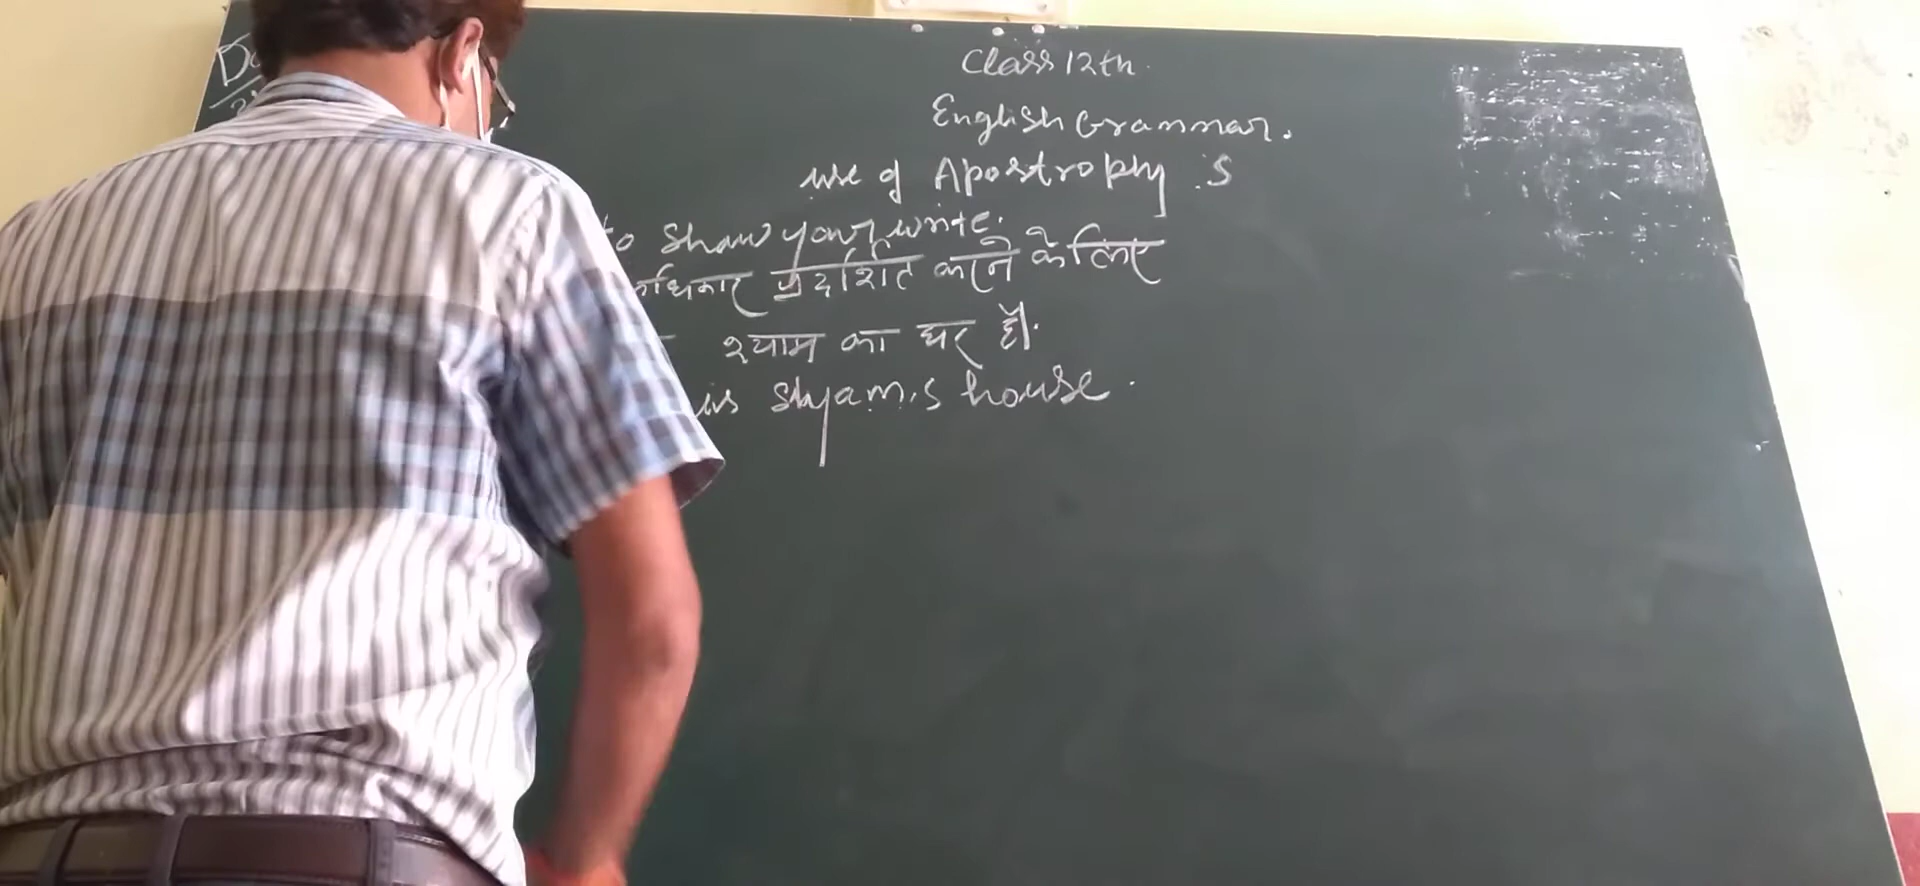 Class 12th.
English Grammar.
use of Apostrophy 's
to Show your write.
अधिकार प्रदर्शित करने के लिए
श्याम का घर है।
is Shyam's house.